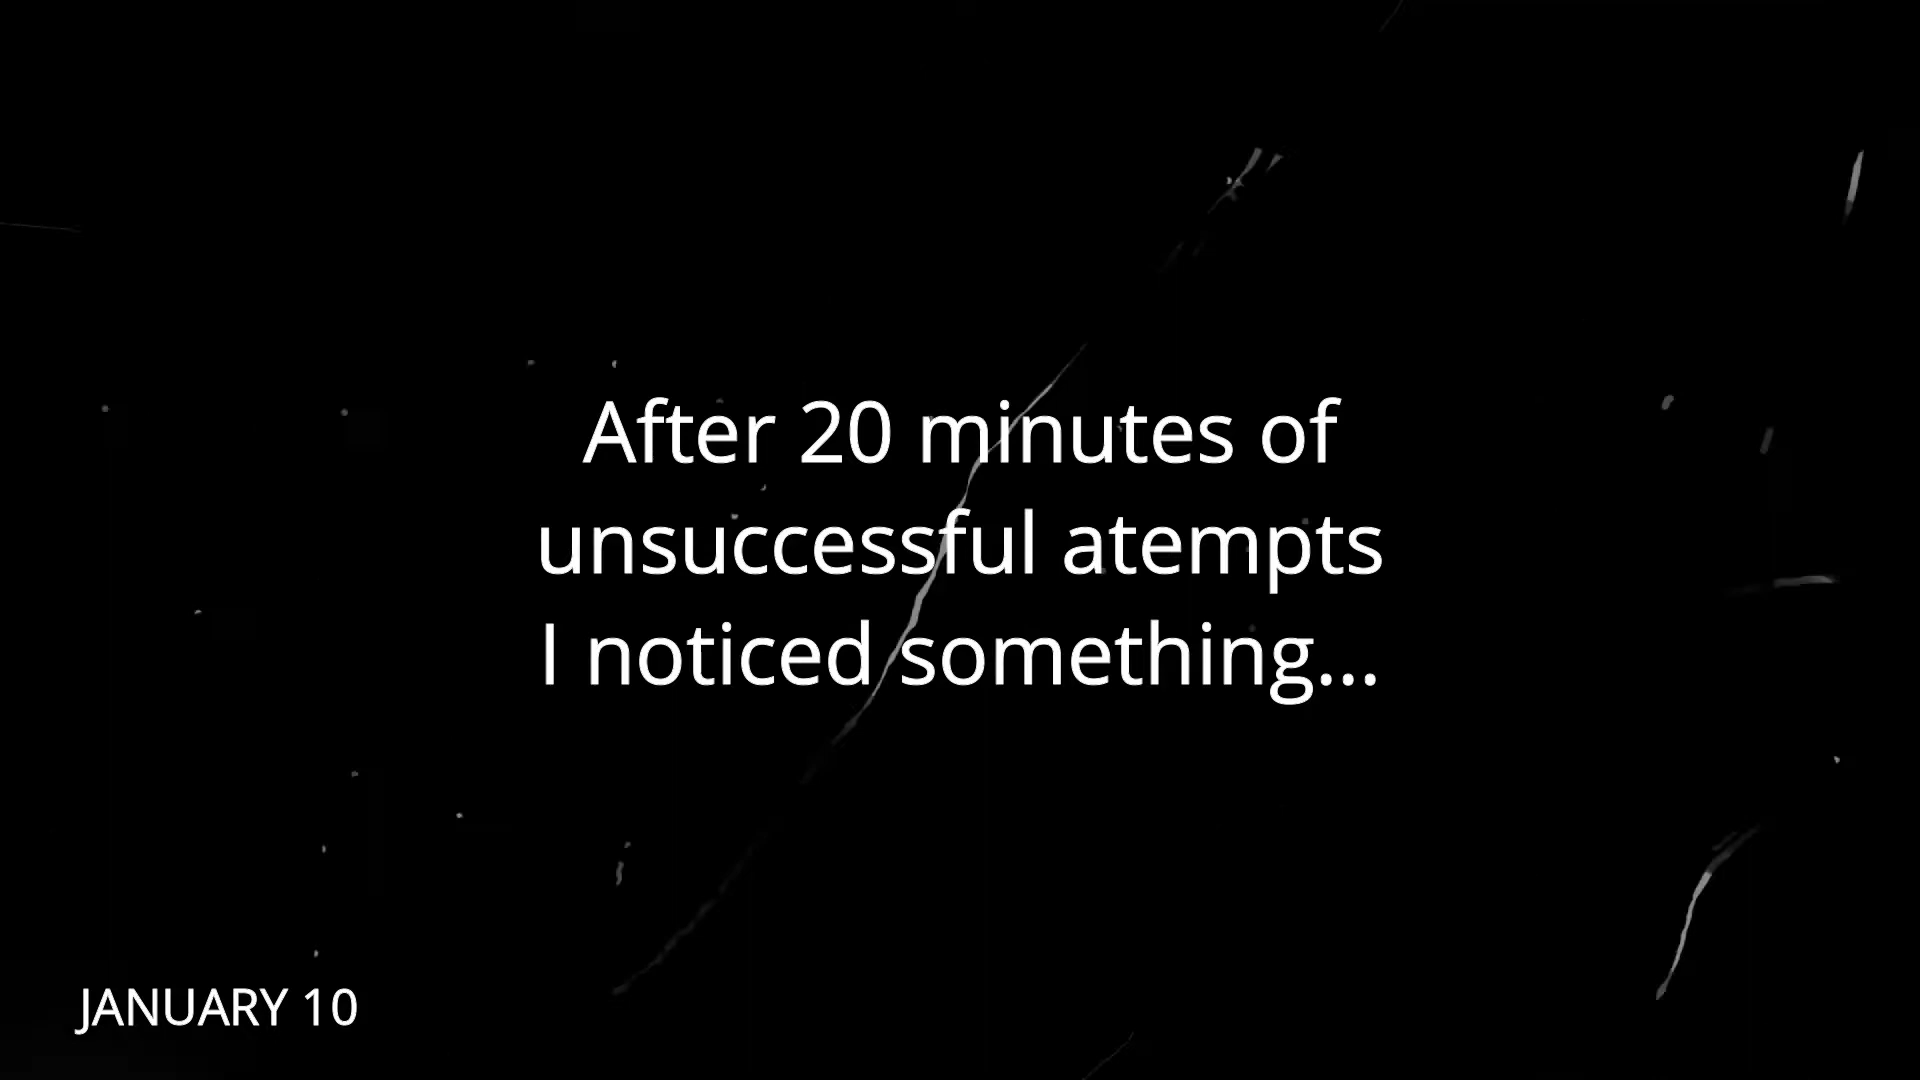 After 20 minutes of
unsuccessful atempts
I noticed something...
JANUARY 10